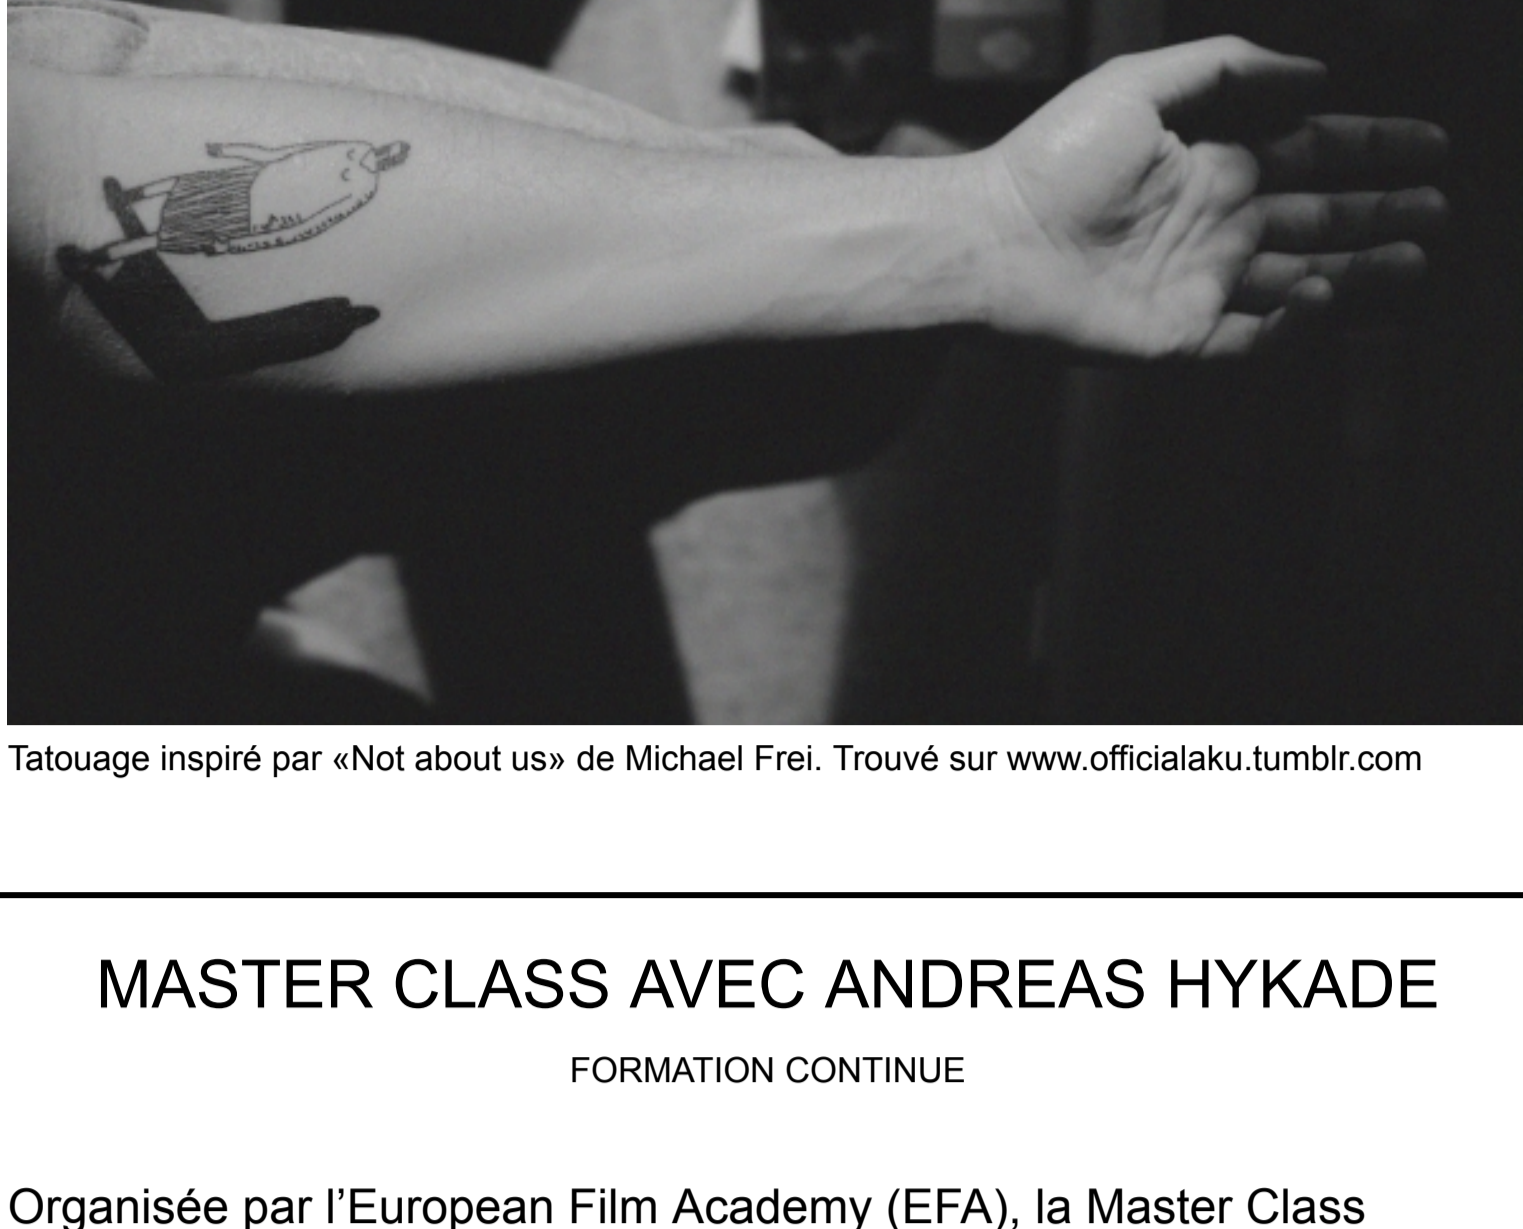 Tatouage inspiré par «Not about us» de Michael Frei. Trouvé sur www.officialaku.tumblr.com
MASTER CLASS AVEC ANDREAS HYKADE
FORMATION CONTINUE
Organisée par l’European Film Academy (EFA), la Master Class